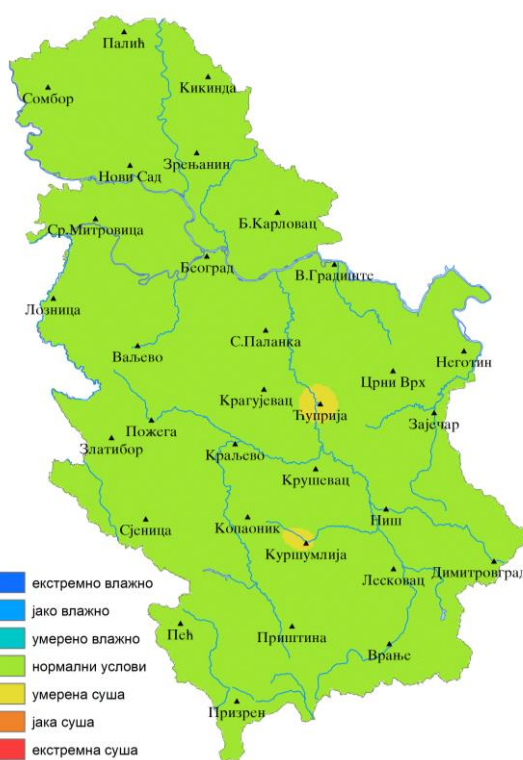 Палић
Кикинда
Сомбор
Зрењанин
Нови Сад
Б.Карловац
Ср.Митровица
Београд
В.Градиште
Лозница
С.Паланка
Ваљево
Неготин
Црни Врх
Крагујевац
Ћуприја
Зајечар
Пожега
Златибор
Краљево
Крушевац
Ниш
Копаоник
Сјеница
Куршумлија
Лесковац
Димитровград
Пећ
Приштина
Врање
Призрен
екстремно влажно
јако влажно
умерено влажно
нормални услови
умерена суша
јака суша
екстремна суша